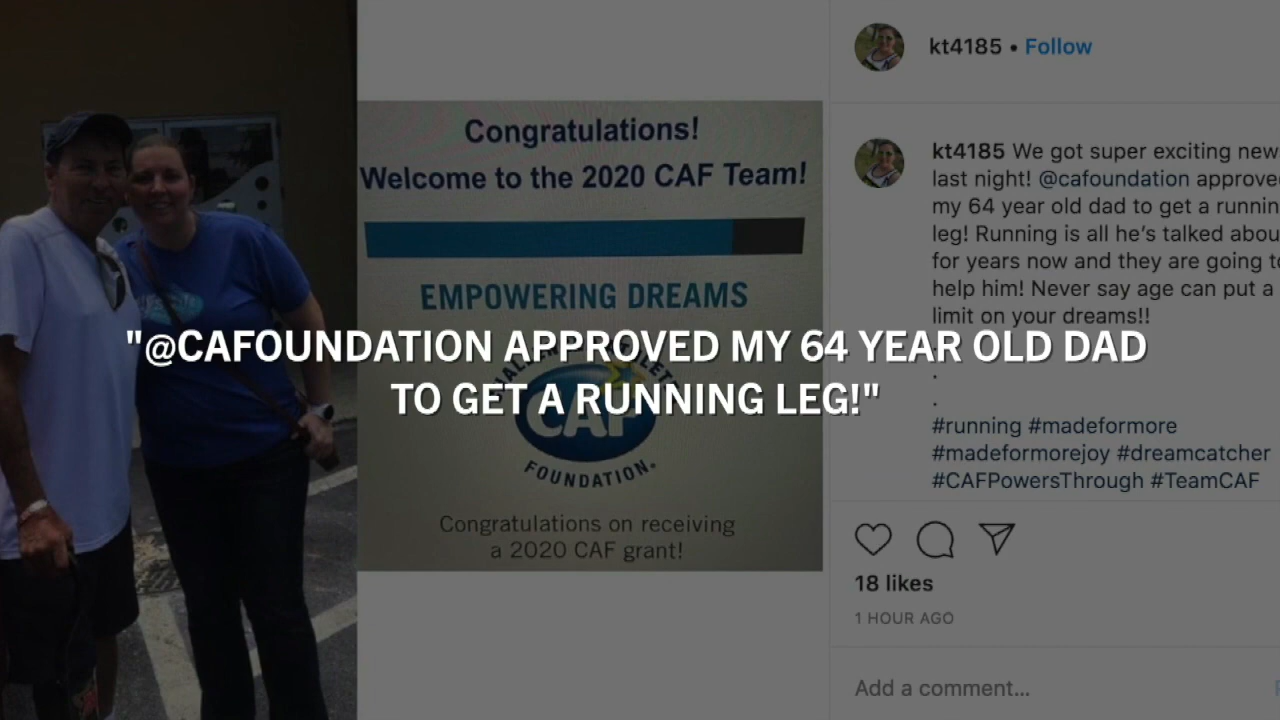 kt4185 • Follow
Congratulations!
Welcome to the 2020 CAF Team!
EMPOWERING DREAMS
CAF
FOUNDATION.
Congratulations on receiving
a 2020 CAF grant!
"@CAFOUNDATION APPROVED MY 64 YEAR OLD DAD
TO GET A RUNNING LEG!"
kt4185 We got super exciting new
last night! @cafoundation approve
my 64 year old dad to get a runnin
leg! Running is all he's talked abou
for years now and they are going t
help him! Never say age can put a
limit on your dreams!!
.
.
#running #madeformore
#madeformorejoy #dreamcatcher
#CAFPowersThrough #TeamCAF
18 likes
1 HOUR AGO
Add a comment...